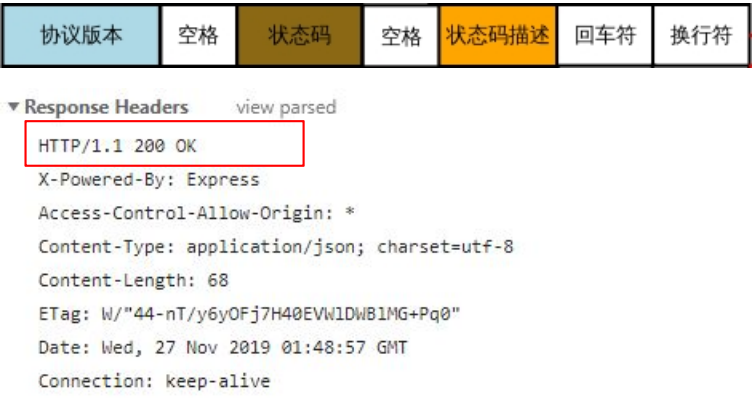 协议版本 空格 状态码 空格 状态码描述 回车符 换行符
▼Response Headers view parsed
HTTP/1.1 200 OK
X-Powered-By: Express
Access-Control-Allow-Origin: *
Content-Type: application/json; charset=utf-8
Content-Length: 68
ETag: W/"44-nT/y6yOFj7H40EVWlDWBlMG+Pq0"
Date: Wed, 27 Nov 2019 01:48:57 GMT
Connection: keep-alive